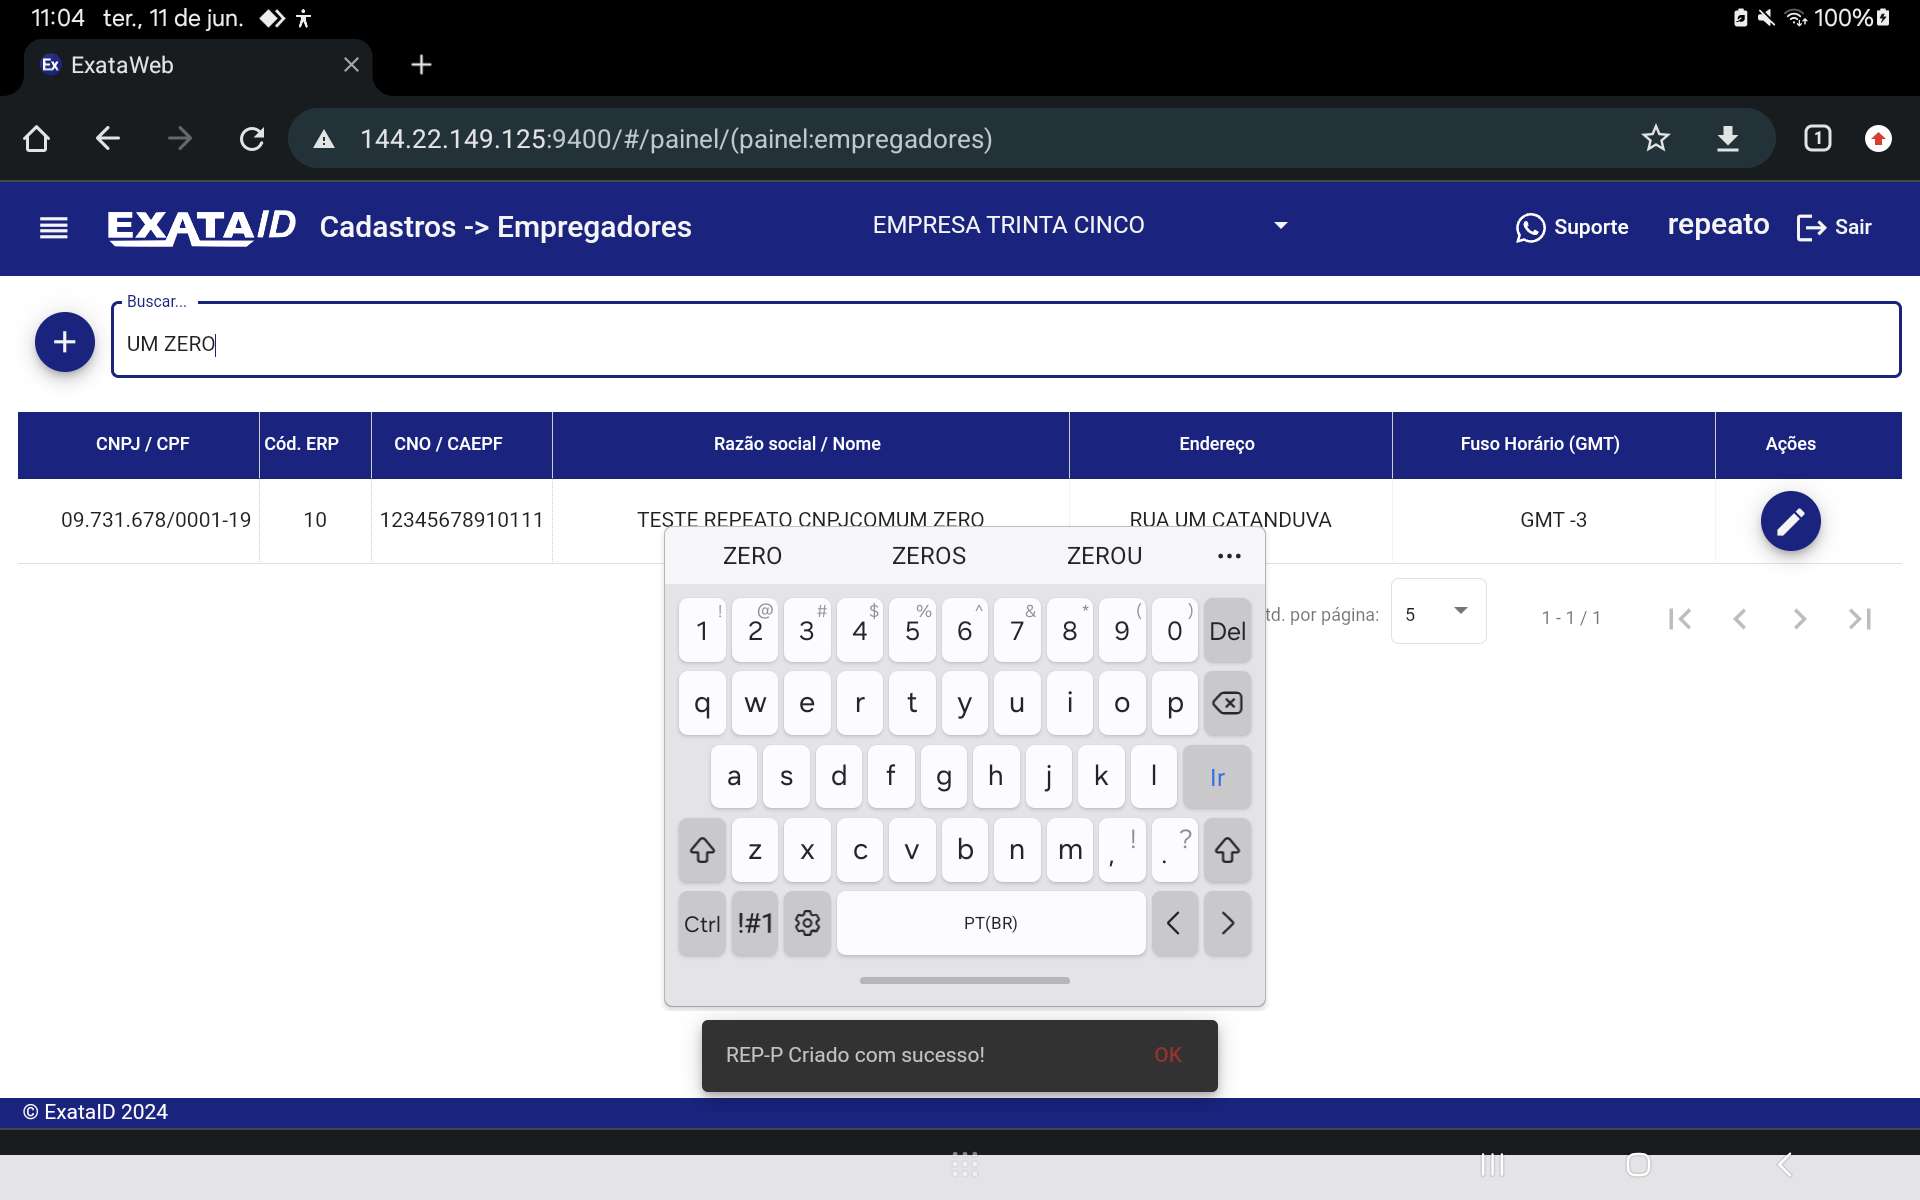 11:04 ter., 11 de jun. 100%
Ex ExataWeb
144.22.149.125:9400/#/painel/(painel:empregadores) 1
EXATAID Cadastros -> Empregadores EMPRESA TRINTA CINCO Suporte repeato Sair
Buscar...
UM ZERO
CNPJ / CPF Cód. ERP CNO / CAEPF Razão social / Nome Endereço Fuso Horário (GMT) Ações
09.731.678/0001-19 10 12345678910111 TESTE REPEATO CNPJCOMUM ZERO RUA UM CATANDUVA GMT -3
ZERO ZEROS ZEROU ...
td. por página: 5 1 - 1 / 1
! @ # $ % ^ & * ( )
1 2 3 4 5 6 7 8 9 0 Del
q w e r t y u i o p
a s d f g h j k l Ir
z x c v b n m , ! . ?
Ctrl !#1 PT(BR) < >
REP-P Criado com sucesso! OK
© ExataID 2024